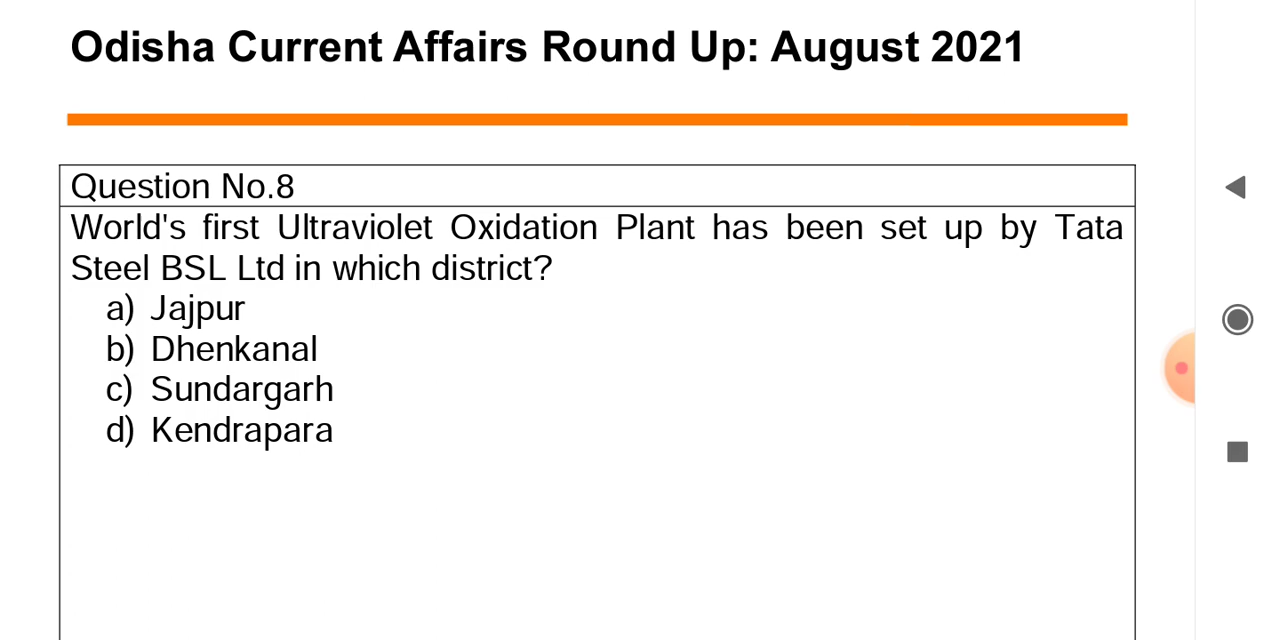 Odisha Current Affairs Round Up: August 2021
Question No.8
World's first Ultraviolet Oxidation Plant has been set up by Tata
Steel BSL Ltd in which district?
a) Jajpur
b) Dhenkanal
c) Sundargarh
d) Kendrapara